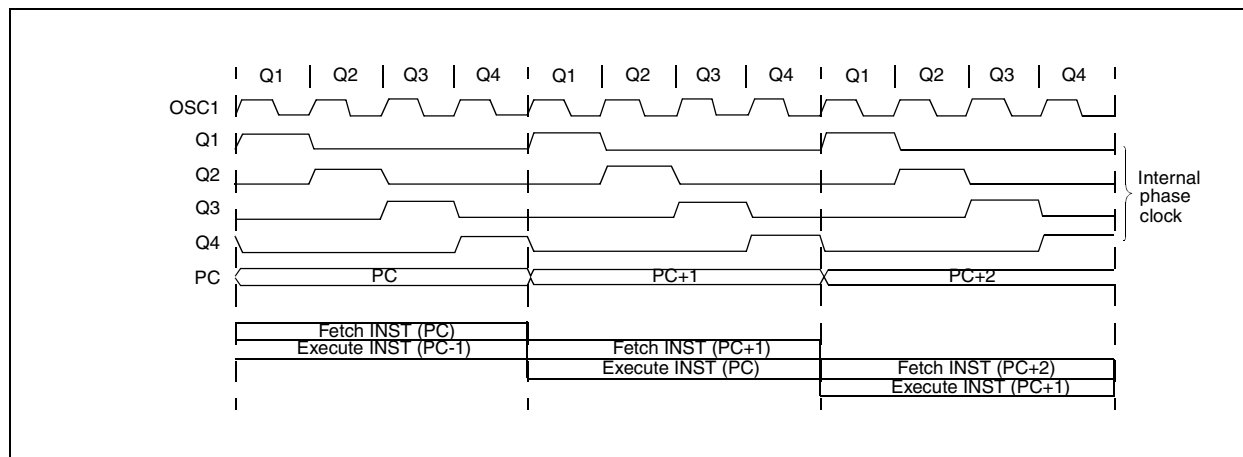 Q1 Q2 Q3 Q4 Q1 Q2 Q3 Q4 Q1 Q2 Q3 Q4
OSC1
Q1
Q2
Q3
Q4
PC
PC PC+1 PC+2
Internal
phase
clock
Fetch INST (PC)
Execute INST (PC-1) Fetch INST (PC+1)
Execute INST (PC) Fetch INST (PC+2)
Execute INST (PC+1)